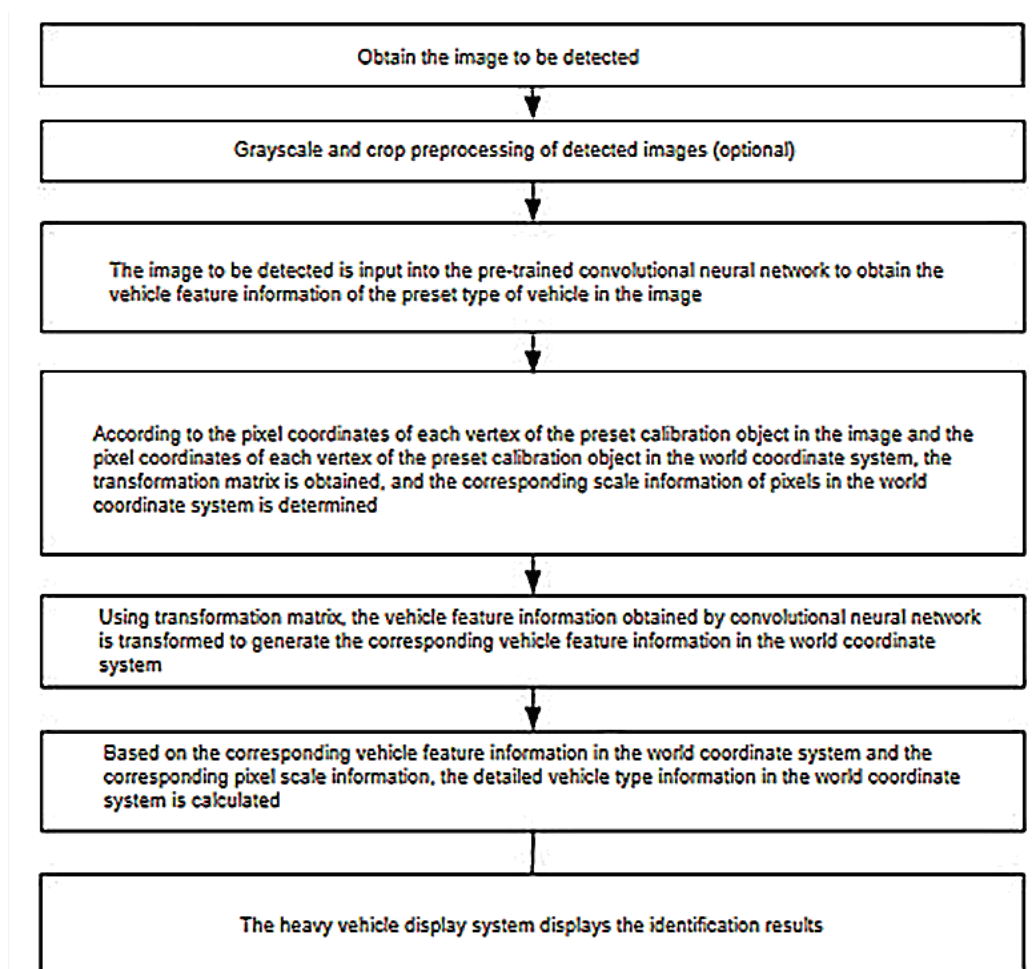 Obtain the image to be detected
Grayscale and crop preprocessing of detected images (optional)
The image to be detected is input into the pre-trained convolutional neural network to obtain the
vehicle feature information of the preset type of vehicle in the image
According to the pixel coordinates of each vertex of the preset calibration object in the image and the
pixel coordinates of each vertex of the preset calibration object in the world coordinate system, the
transformation matrix is obtained, and the corresponding scale information of pixels in the world
coordinate system is determined
Using transformation matrix, the vehicle feature information obtained by convolutional neural network
is transformed to generate the corresponding vehicle feature information in the world coordinate
system
Based on the corresponding vehicle feature information in the world coordinate system and the
corresponding pixel scale information, the detailed vehicle type information in the world coordinate
system is calculated
The heavy vehicle display system displays the identification results